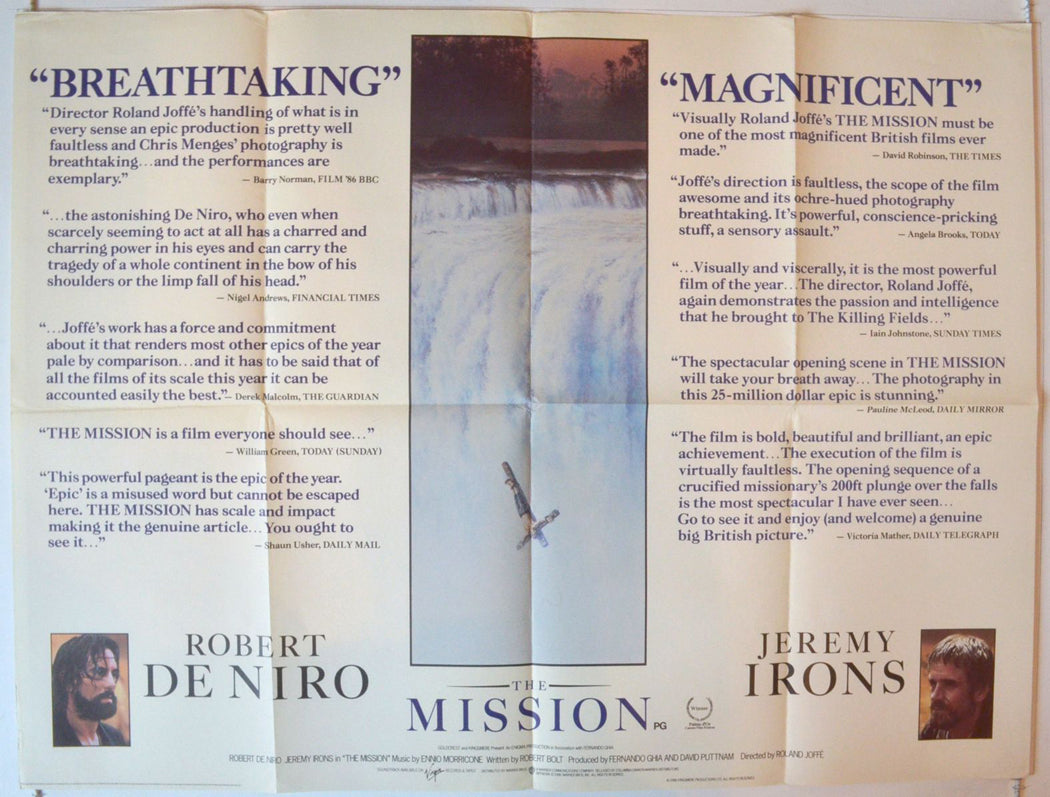 “BREATHTAKING”
“Director Roland Joffé’s handling of what is in
every sense an epic production is pretty well
faultless and Chris Menges’ photography is
breathtaking...and the performances are
exemplary.” — Barry Norman, FILM ’86 BBC
“...the astonishing De Niro, who even when
scarcely seeming to act at all has a charred and
charring power in his eyes and can carry the
tragedy of a whole continent in the bow of his
shoulders or the limp fall of his head.”
— Nigel Andrews, FINANCIAL TIMES
“...Joffé’s work has a force and commitment
about it that renders most other epics of the year
pale by comparison...and it has to be said that of
all the films of its scale this year it can be
accounted easily the best.” — Derek Malcolm, THE GUARDIAN
“THE MISSION is a film everyone should see...”
— William Green, TODAY (SUNDAY)
“This powerful pageant is the epic of the year.
‘Epic’ is a misused word but cannot be escaped
here. THE MISSION has scale and impact
making it the genuine article...You ought to
see it...” — Shaun Usher, DAILY MAIL
“MAGNIFICENT”
“Visually Roland Joffé’s THE MISSION must be
one of the most magnificent British films ever
made.”
— David Robinson, THE TIMES
“Joffé’s direction is faultless, the scope of the film
awesome and its ochre-hued photography
breathtaking. It’s powerful, conscience-pricking
stuff, a sensory assault.” — Angela Brooks, TODAY
“...Visually and viscerally, it is the most powerful
film of the year...The director, Roland Joffé,
again demonstrates the passion and intelligence
that he brought to The Killing Fields...”
— Iain Johnstone, SUNDAY TIMES
“The spectacular opening scene in THE MISSION
will take your breath away...The photography in
this 25-million dollar epic is stunning.”
— Pauline McLeod, DAILY MIRROR
“The film is bold, beautiful and brilliant, an epic
achievement...The execution of the film is
virtually faultless. The opening sequence of a
crucified missionary’s 200ft plunge over the falls
is the most spectacular I have ever seen...
Go to see it and enjoy (and welcome) a genuine
big British picture.” — Victoria Mather, DAILY TELEGRAPH
ROBERT
DE NIRO
JEREMY
IRONS
THE
MISSION PG
Winner
GOLDCREST and KINGSMERE Present An ENIGMA PRODUCTION in Association with FERNANDO GHIA
ROBERT DE NIRO JEREMY IRONS in “THE MISSION” Music by ENNIO MORRICONE Written by ROBERT BOLT Produced by FERNANDO GHIA AND DAVID PUTTNAM Directed by ROLAND JOFFÉ
SOUNDTRACK AVAILABLE ON Virgin RECORDS & TAPES